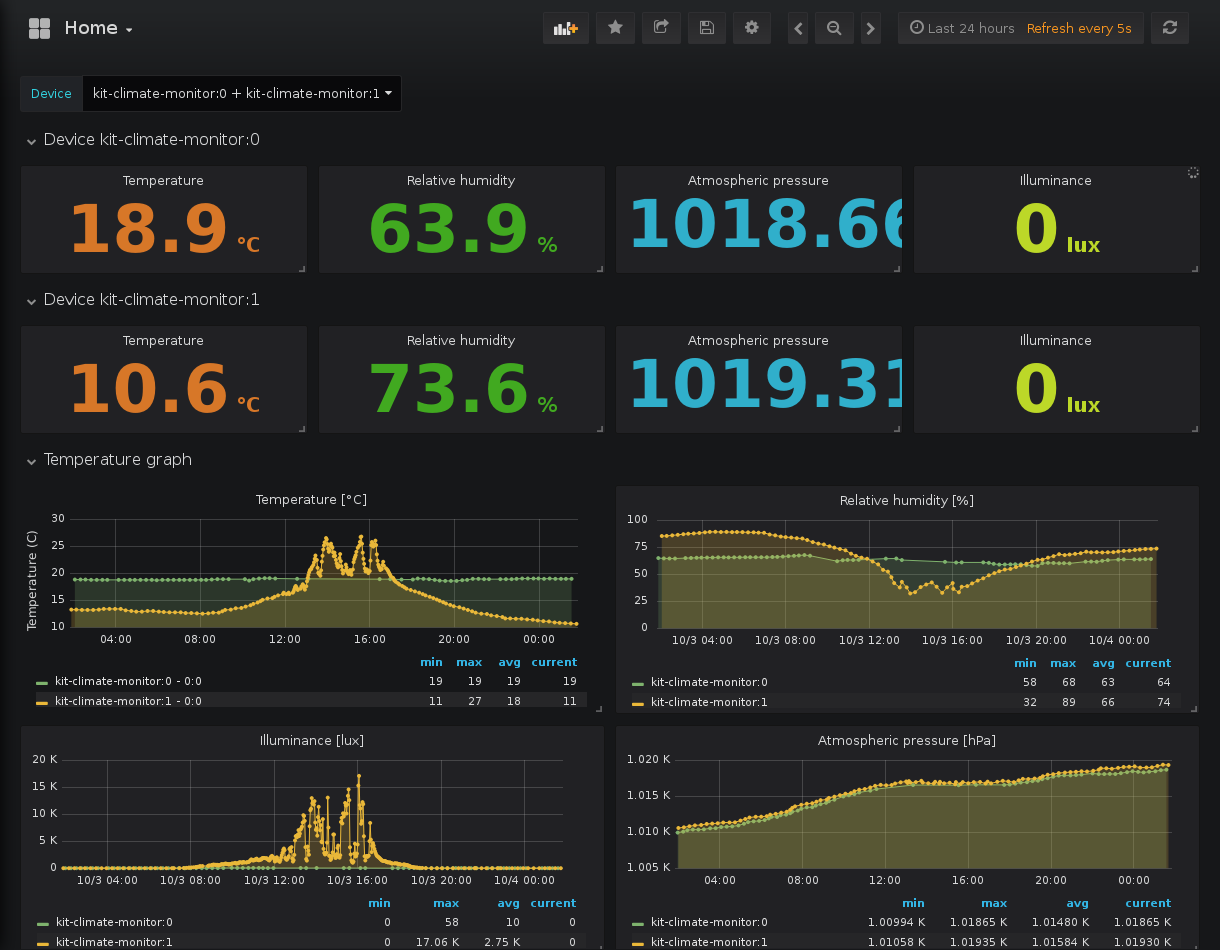 Home
Last 24 hours Refresh every 5s
Device kit-climate-monitor:0 + kit-climate-monitor:1
Device kit-climate-monitor:0
Temperature Relative humidity Atmospheric pressure Illuminance
18.9 °C 63.9 % 1018.66 0 lux
Device kit-climate-monitor:1
Temperature Relative humidity Atmospheric pressure Illuminance
10.6 °C 73.6 % 1019.31 0 lux
Temperature graph
Temperature [°C]
Temperature (C)
30
25
20
15
10
04:00 08:00 12:00 16:00 20:00 00:00
min max avg current
kit-climate-monitor:0 - 0:0 19 19 19 19
kit-climate-monitor:1 - 0:0 11 27 18 11
Relative humidity [%]
100
75
50
25
0
10/3 04:00 10/3 08:00 10/3 12:00 10/3 16:00 10/3 20:00 10/4 00:00
min max avg current
kit-climate-monitor:0 58 68 63 64
kit-climate-monitor:1 32 89 66 74
Illuminance [lux]
20 K
15 K
10 K
5 K
0
10/3 04:00 10/3 08:00 10/3 12:00 10/3 16:00 10/3 20:00 10/4 00:00
min max avg current
kit-climate-monitor:0 0 58 10 0
kit-climate-monitor:1 0 17.06 K 2.75 K 0
Atmospheric pressure [hPa]
1.020 K
1.015 K
1.010 K
1.005 K
04:00 08:00 12:00 16:00 20:00 00:00
min max avg current
kit-climate-monitor:0 1.00994 K 1.01865 K 1.01480 K 1.01865 K
kit-climate-monitor:1 1.01058 K 1.01935 K 1.01584 K 1.01930 K